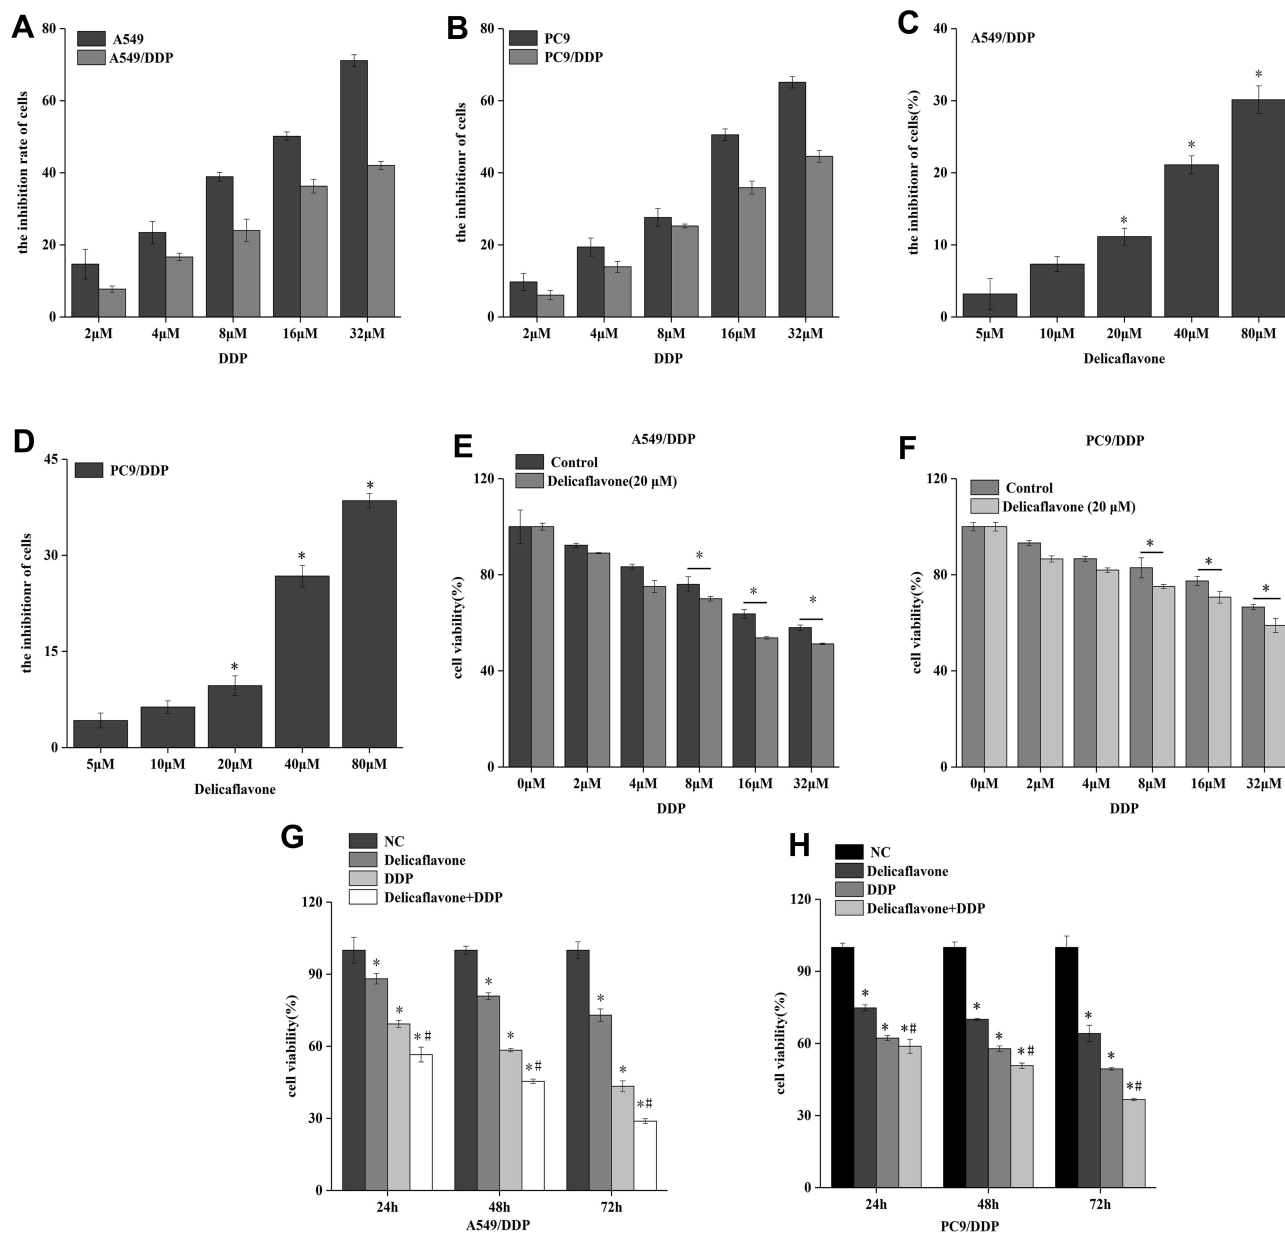 A
80
60
40
20
0
the inhibition rate of cells
A549
A549/DDP
2μM 4μM 8μM 16μM 32μM
DDP
B
80
60
40
20
0
the inhibitionr of cells
PC9
PC9/DDP
2μM 4μM 8μM 16μM 32μM
DDP
C
40
30
20
10
0
the inhibitionr of cells(%)
A549/DDP
* * *
5μM 10μM 20μM 40μM 80μM
Delicaflavone
D
45
30
15
0
the inhibitionr of cells
PC9/DDP
* * *
5μM 10μM 20μM 40μM 80μM
Delicaflavone
E
A549/DDP
Control
Delicaflavone(20 μM)
120
80
40
0
cell viability(%)
* * *
0μM 2μM 4μM 8μM 16μM 32μM
DDP
F
PC9/DDP
Control
Delicaflavone (20 μM)
120
80
40
0
cell viability(%)
* * *
0μM 2μM 4μM 8μM 16μM 32μM
DDP
G
NC
Delicaflavone
DDP
Delicaflavone+DDP
120
90
60
30
0
cell viability(%)
* * *# * * *# * * *#
24h 48h 72h
A549/DDP
H
NC
Delicaflavone
DDP
Delicaflavone+DDP
120
90
60
30
0
cell viability(%)
* * *# * * *# * * *#
24h 48h 72h
PC9/DDP